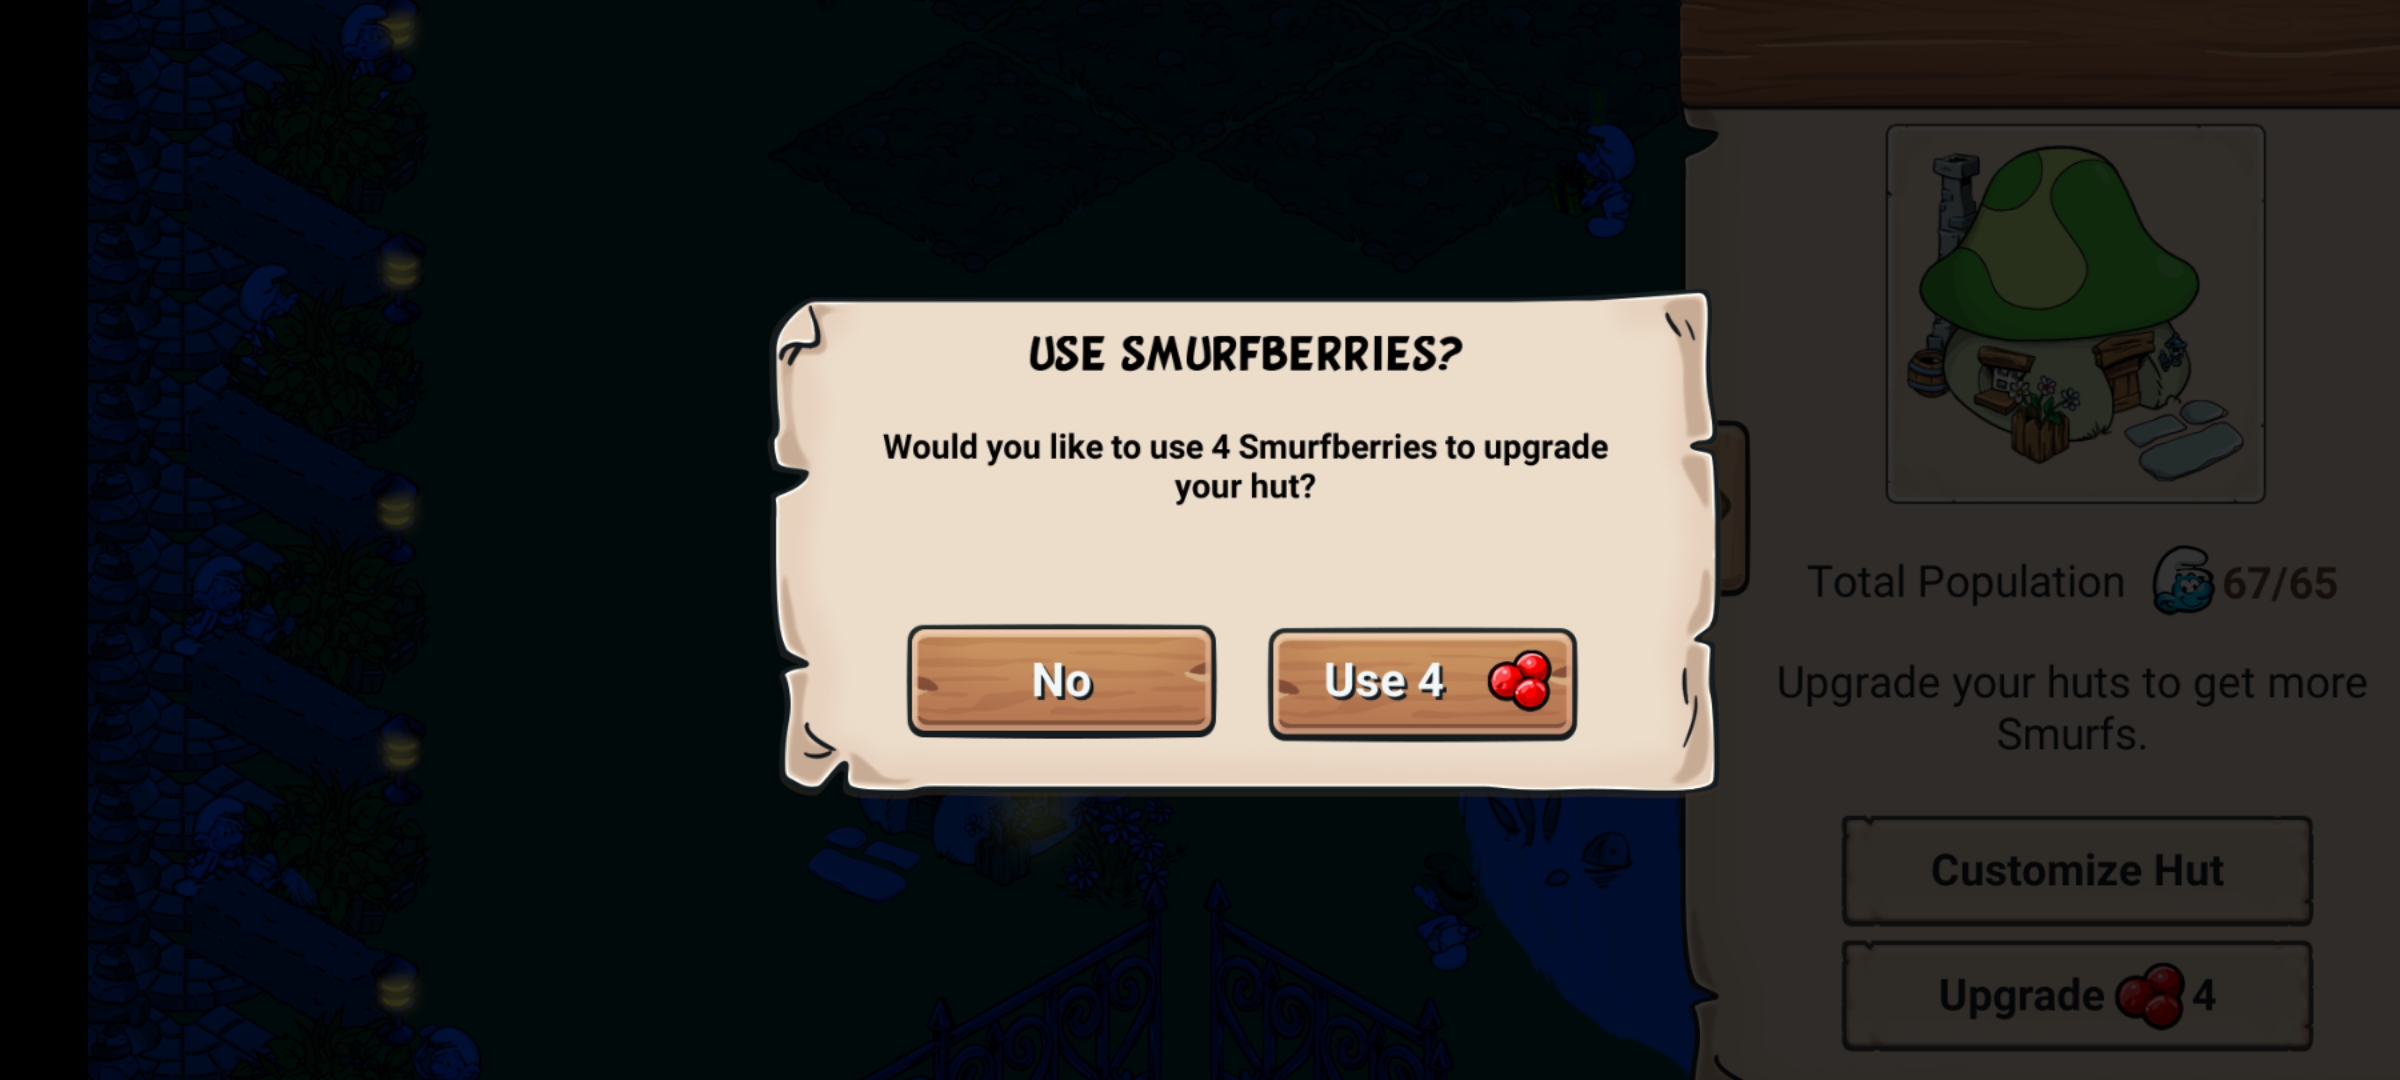 USE SMURFBERRIES?
Would you like to use 4 Smurfberries to upgrade
your hut?
No
Use 4
Total Population 67/65
Upgrade your huts to get more
Smurfs.
Customize Hut
Upgrade 4